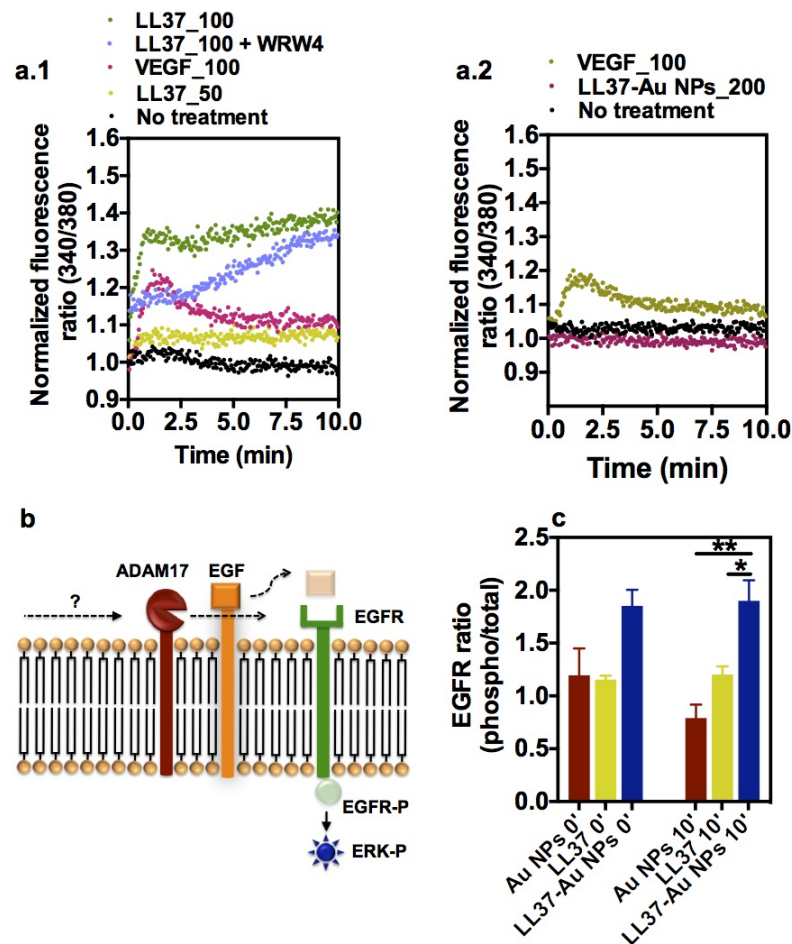 LL37_100
LL37_100 + WRW4
VEGF_100
LL37_50
No treatment
a.1
Normalized fluorescence
ratio (340/380)
1.6
1.5
1.4
1.3
1.2
1.1
1.0
0.9
0.0 2.5 5.0 7.5 10.0
Time (min)
a.2
VEGF_100
LL37-Au NPs_200
No treatment
Normalized fluorescence
ratio (340/380)
1.6
1.5
1.4
1.3
1.2
1.1
1.0
0.9
0.0 2.5 5.0 7.5 10.0
Time (min)
b
ADAM17 EGF
?
EGFR
EGFR-P
ERK-P
c
EGFR ratio
(phospho/total)
2.5
2.0
1.5
1.0
0.5
0.0
**
*
Au NPs 0'
LL37 0'
LL37-Au NPs 0'
Au NPs 10'
LL37 10'
LL37-Au NPs 10'